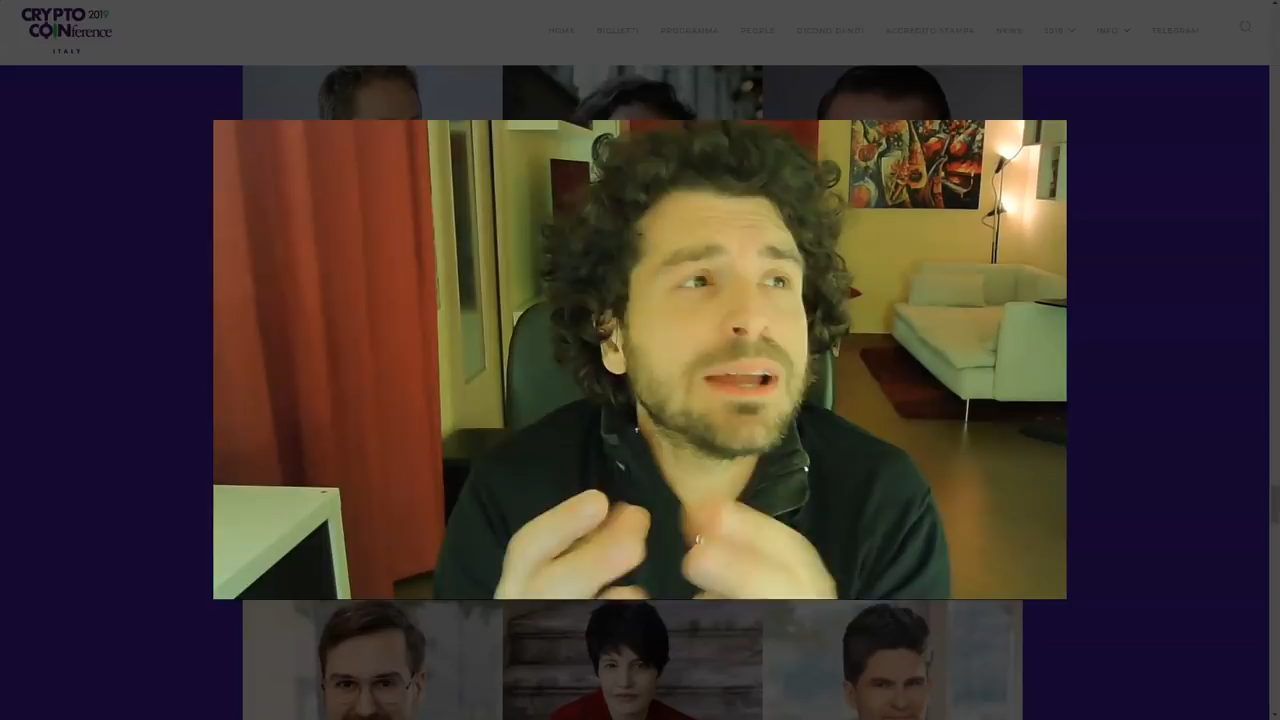 CRYPTO 2019
COINference
ITALY
HOME BIGLIETTI PROGRAMMA PEOPLE DICONO DI NOI ACCREDITO STAMPA NEWS 2018 INFO TELEGRAM